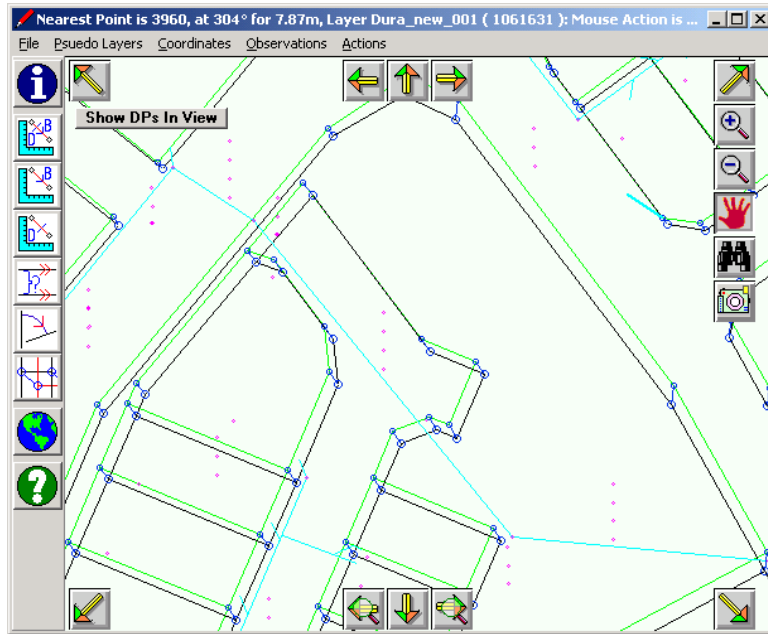 Nearest Point is 3960, at 304° for 7.87m, Layer Dura_new_001 ( 1061631 ): Mouse Action is ...
File Psuedo Layers Coordinates Observations Actions
Show DPs In View
B
D
B
D
?
?